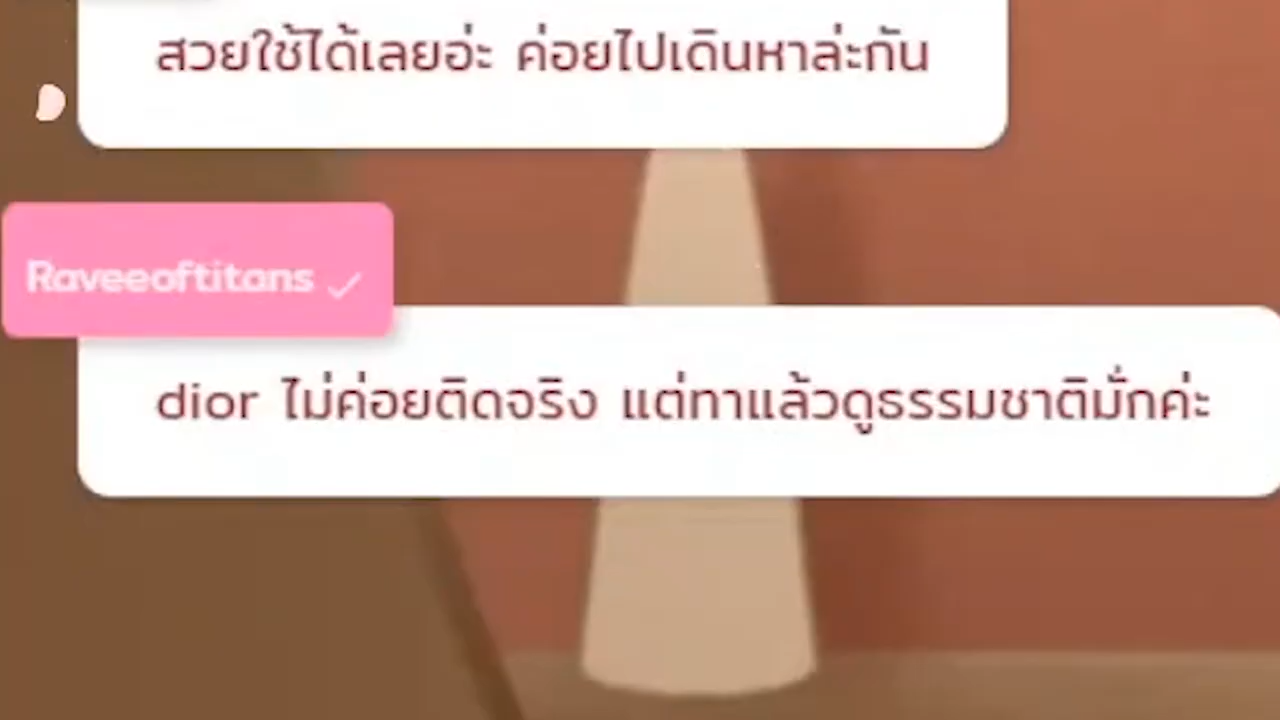 สวยใช้ได้เลยอ่ะ ค่อยไปเดินหาล่ะกัน
Raveeoftitans
dior ไม่ค่อยติดจริง แต่ทาแล้วดูธรรมชาติมั่กค่ะ